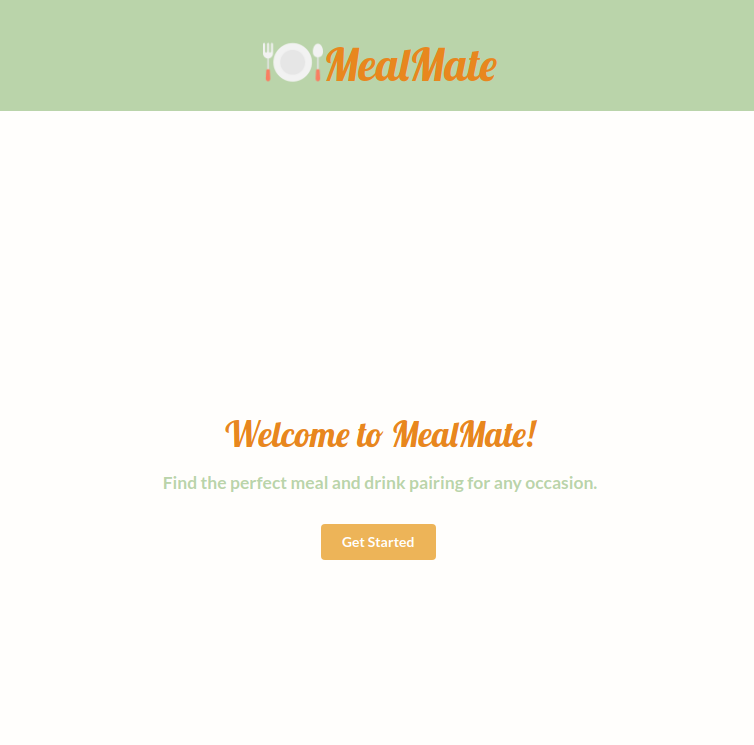 MealMate
Welcome to MealMate!
Find the perfect meal and drink pairing for any occasion.
Get Started